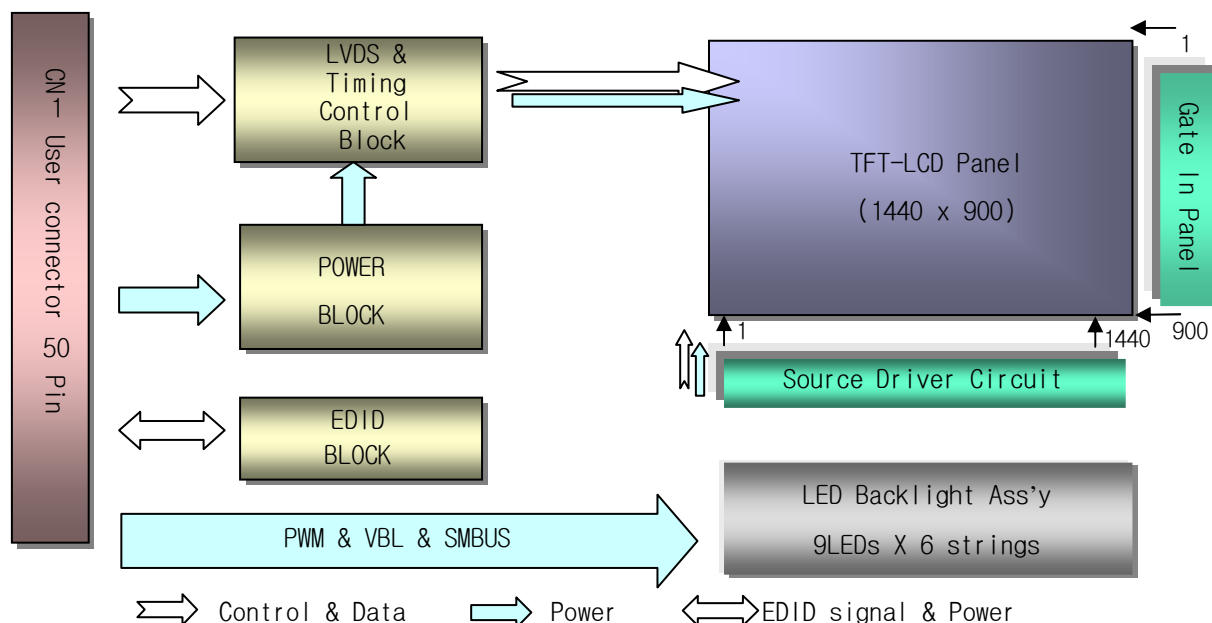 CN1- User connector 50 Pin
LVDS &
Timing
Control
Block
POWER
BLOCK
EDID
BLOCK
PWM & VBL & SMBUS
TFT-LCD Panel
(1440 x 900)
1
Gate In Panel
900
1
1440
Source Driver Circuit
LED Backlight Ass’y
9LEDs X 6 strings
Control & Data
Power
EDID signal & Power